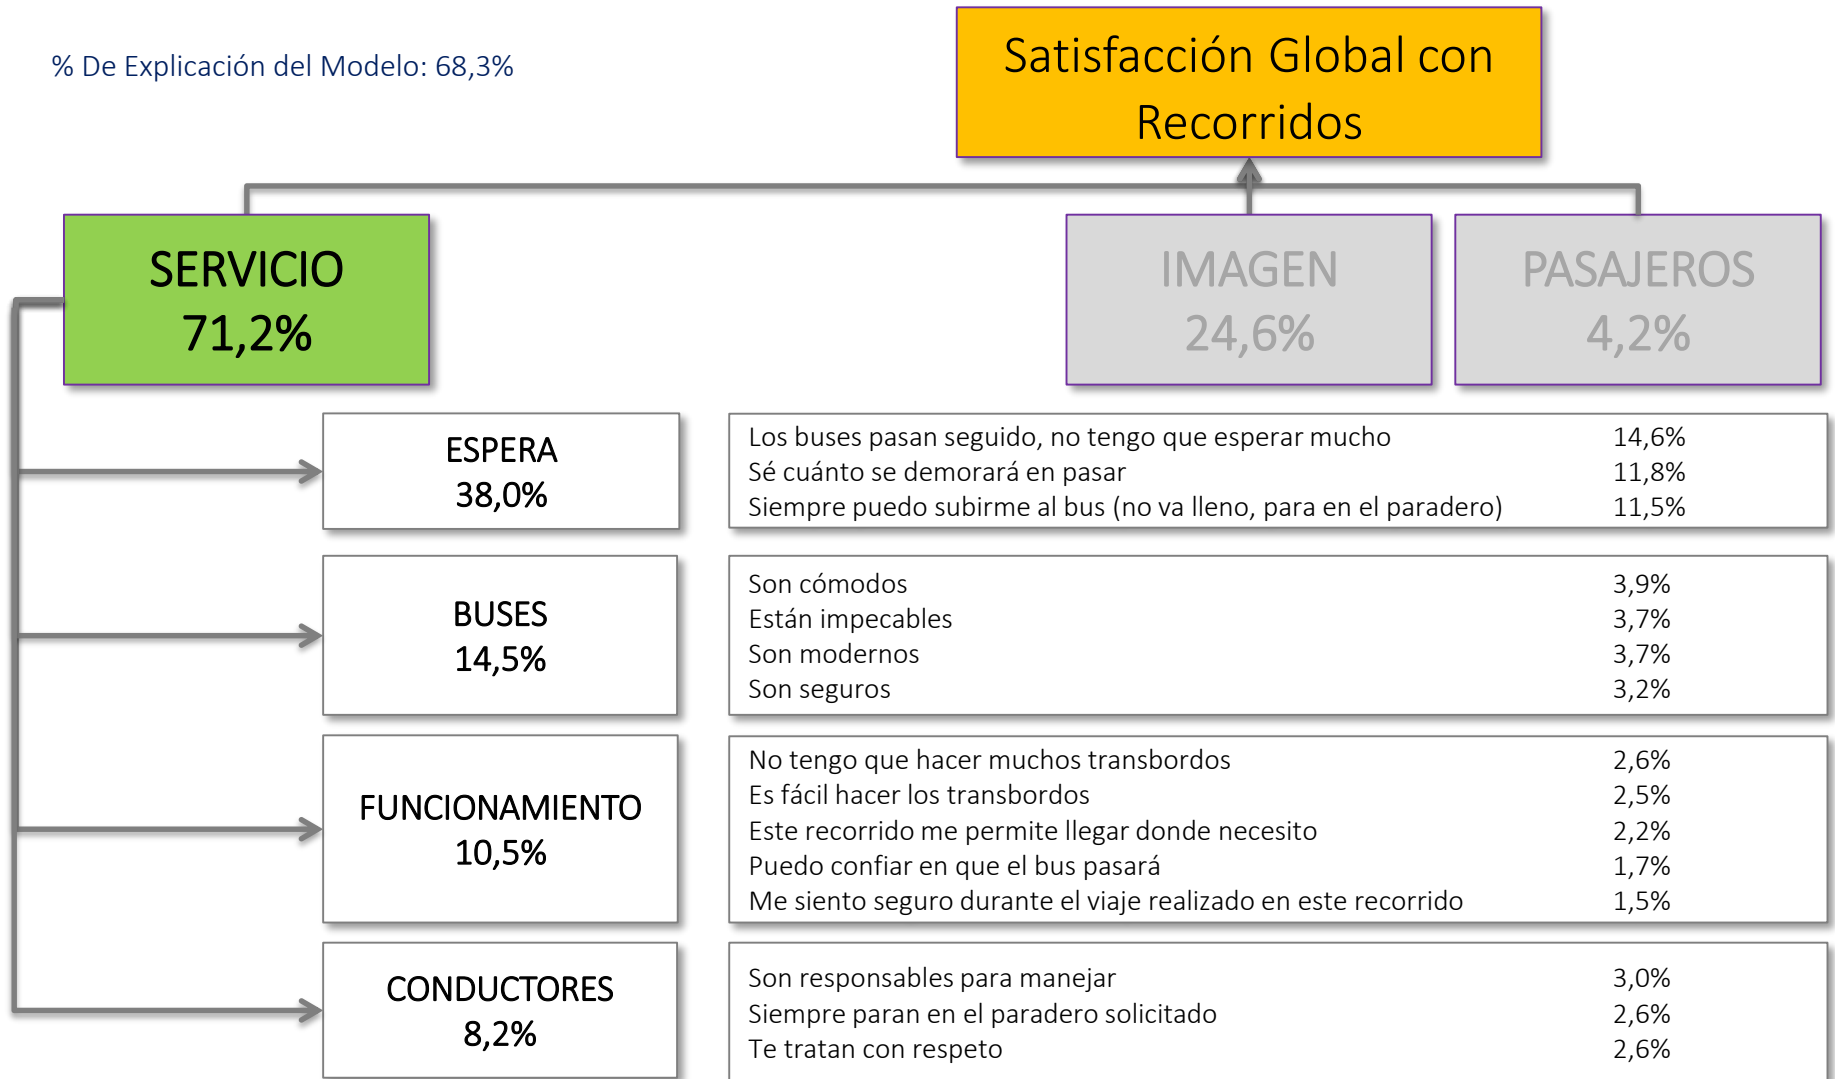 % De Explicación del Modelo: 68,3%
Satisfacción Global con
Recorridos
SERVICIO
71,2%
IMAGEN
24,6%
PASAJEROS
4,2%
ESPERA
38,0%
Los buses pasan seguido, no tengo que esperar mucho 14,6%
Sé cuánto se demorará en pasar 11,8%
Siempre puedo subirme al bus (no va lleno, para en el paradero) 11,5%
BUSES
14,5%
Son cómodos 3,9%
Están impecables 3,7%
Son modernos 3,7%
Son seguros 3,2%
FUNCIONAMIENTO
10,5%
No tengo que hacer muchos transbordos 2,6%
Es fácil hacer los transbordos 2,5%
Este recorrido me permite llegar donde necesito 2,2%
Puedo confiar en que el bus pasará 1,7%
Me siento seguro durante el viaje realizado en este recorrido 1,5%
CONDUCTORES
8,2%
Son responsables para manejar 3,0%
Siempre paran en el paradero solicitado 2,6%
Te tratan con respeto 2,6%